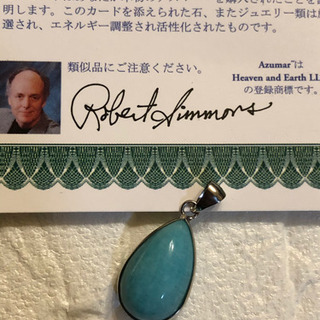 明します。このカードを添えられた石、またジュエリー類は
選され、エネルギー調整され活性化されたものです。
類似品にご注意ください。
Azumar™は
Heaven and Earth LL
の登録商標です。
Robert Simmons